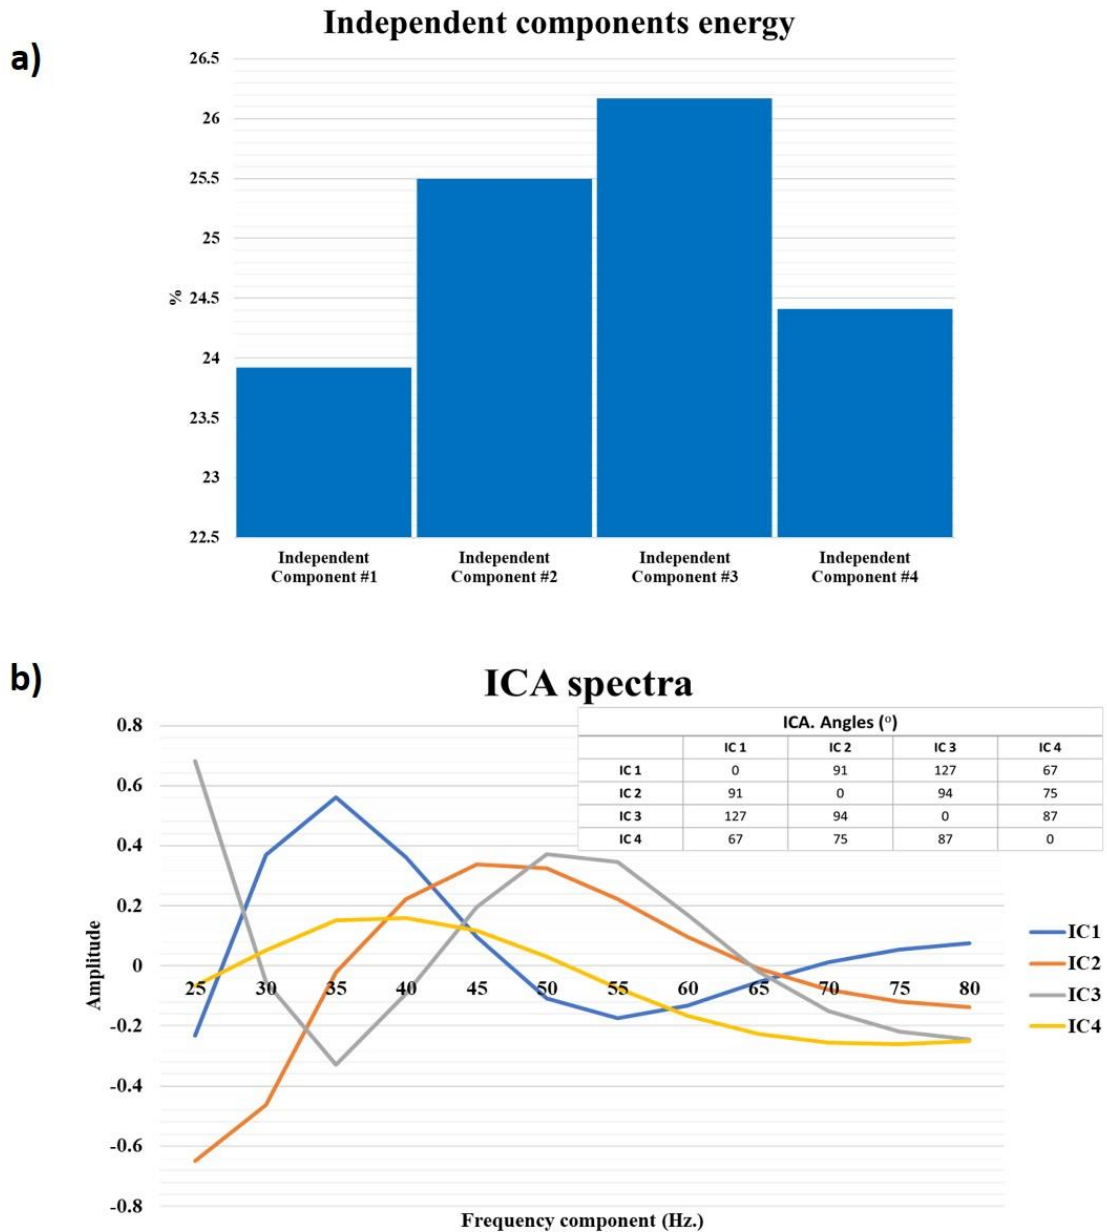 Independent components energy
a)
26.5
26
25.5
25
24.5
24
23.5
23
22.5
%
Independent Component #1
Independent Component #2
Independent Component #3
Independent Component #4
b)
ICA spectra
ICA. Angles (º)
IC 1 IC 2 IC 3 IC 4
IC 1 0 91 127 67
IC 2 91 0 94 75
IC 3 127 94 0 87
IC 4 67 75 87 0
0.8
0.6
0.4
0.2
0
-0.2
-0.4
-0.6
-0.8
Amplitude
25 30 35 40 45 50 55 60 65 70 75 80
IC1
IC2
IC3
IC4
Frequency component (Hz.)